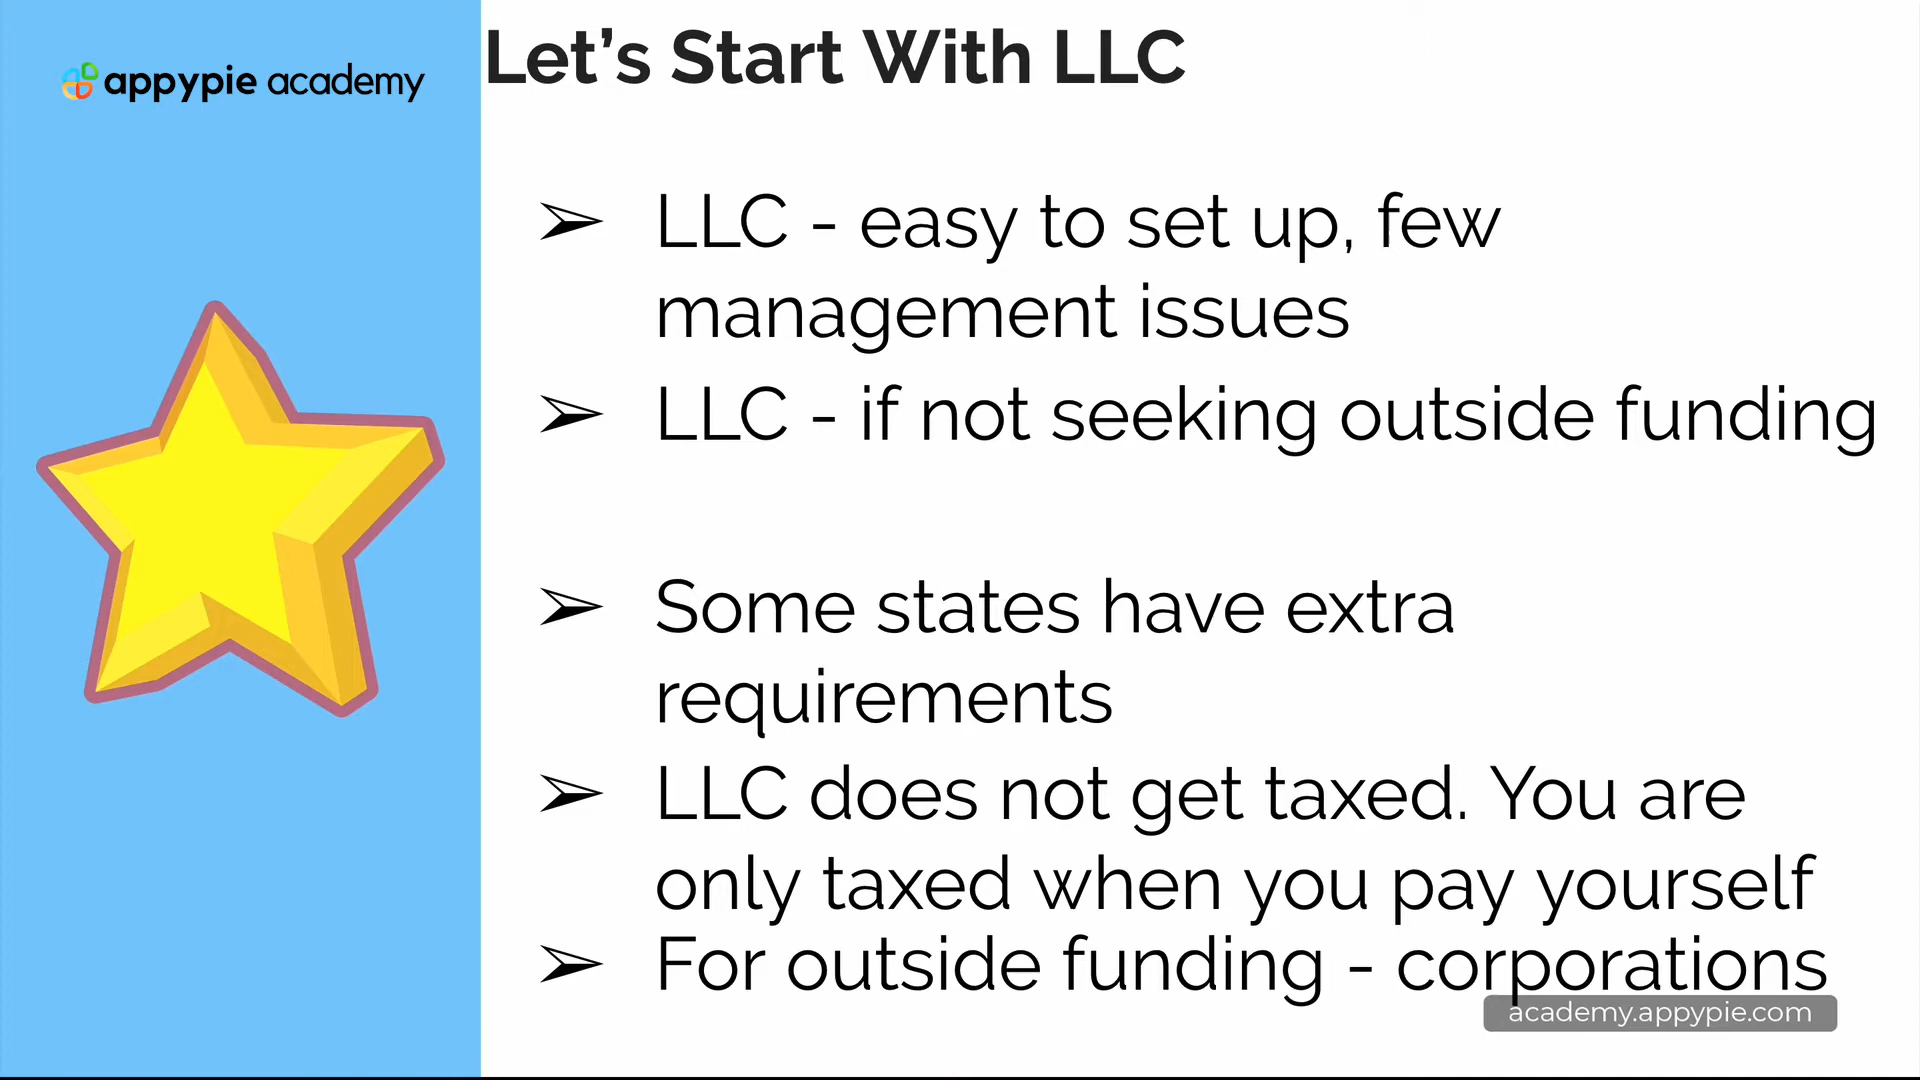 appypie academy
Let’s Start With LLC
➢ LLC - easy to set up, few
management issues
➢ LLC - if not seeking outside funding
➢ Some states have extra
requirements
➢ LLC does not get taxed. You are
only taxed when you pay yourself
➢ For outside funding - corporations
academy.appypie.com